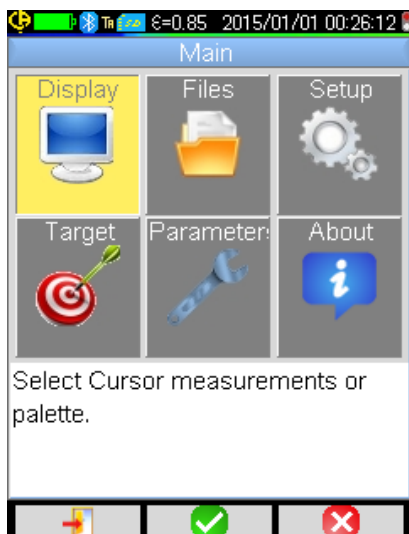 ε=0.85 2015/01/01 00:26:12
Main
Display Files Setup
Target Parameter: About
Select Cursor measurements or
palette.